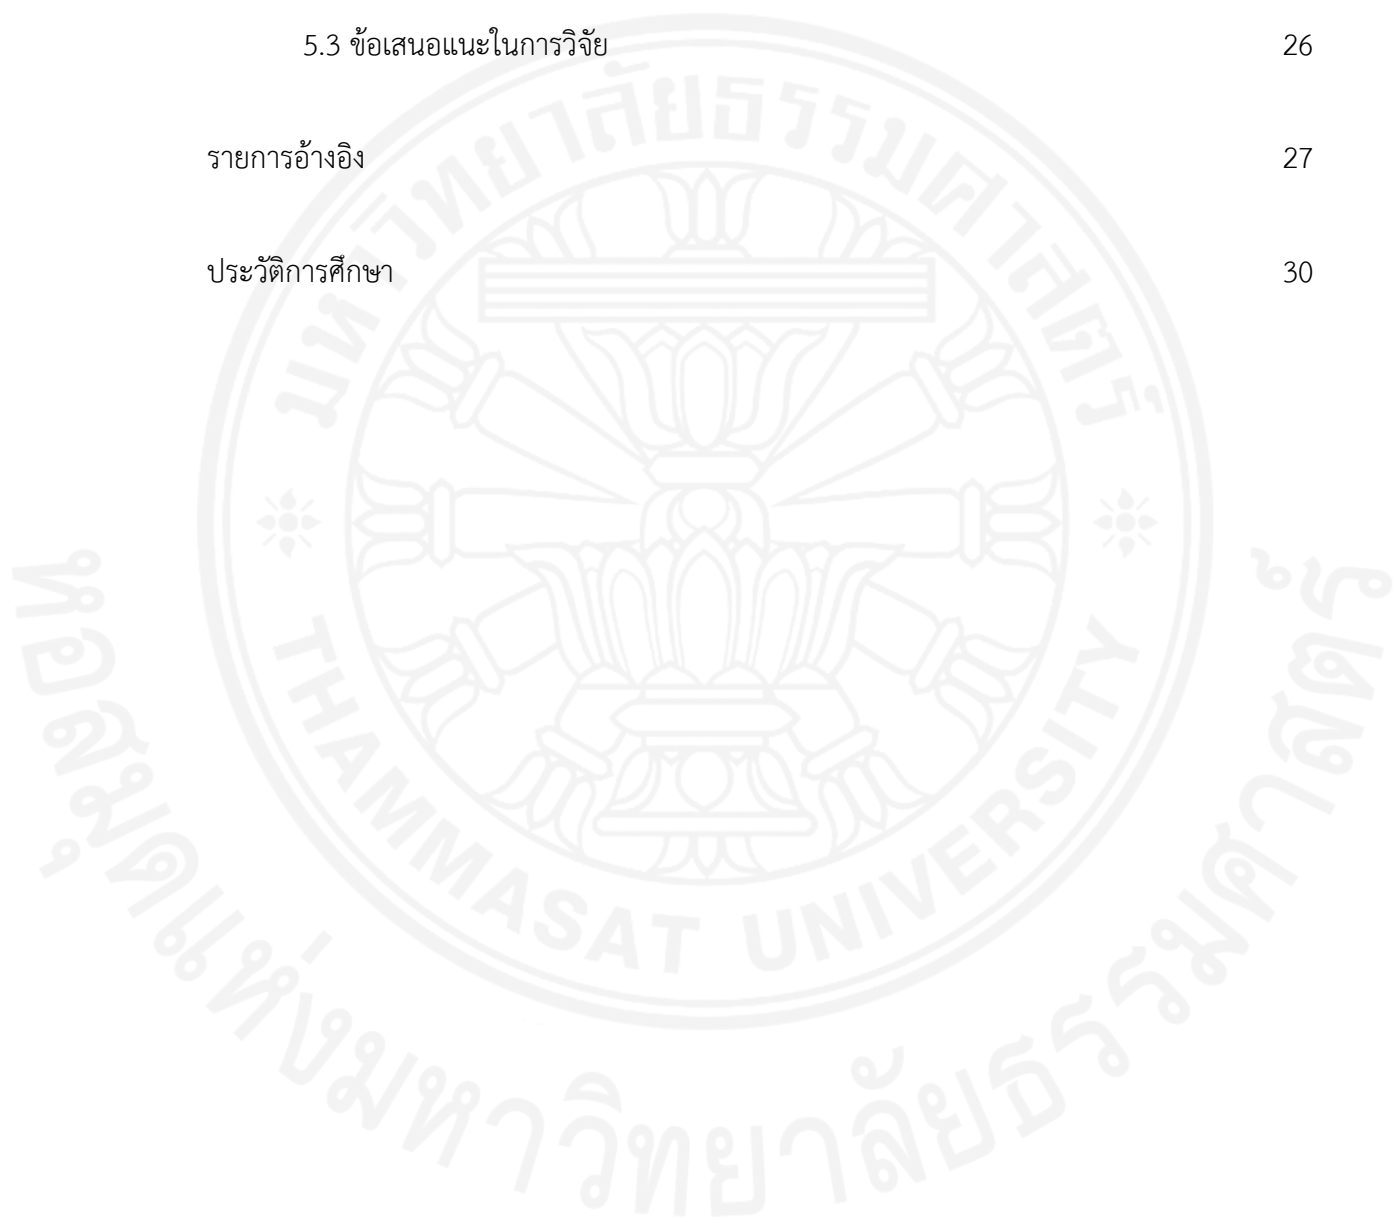 5.3 ข้อเสนอแนะในการวิจัย 26
รายการอ้างอิง 27
ประวัติการศึกษา 30
มหาวิทยาลัยธรรมศาสตร์
THAMMASAT UNIVERSITY
หอสมุดแห่งมหาวิทยาลัยธรรมศาสตร์